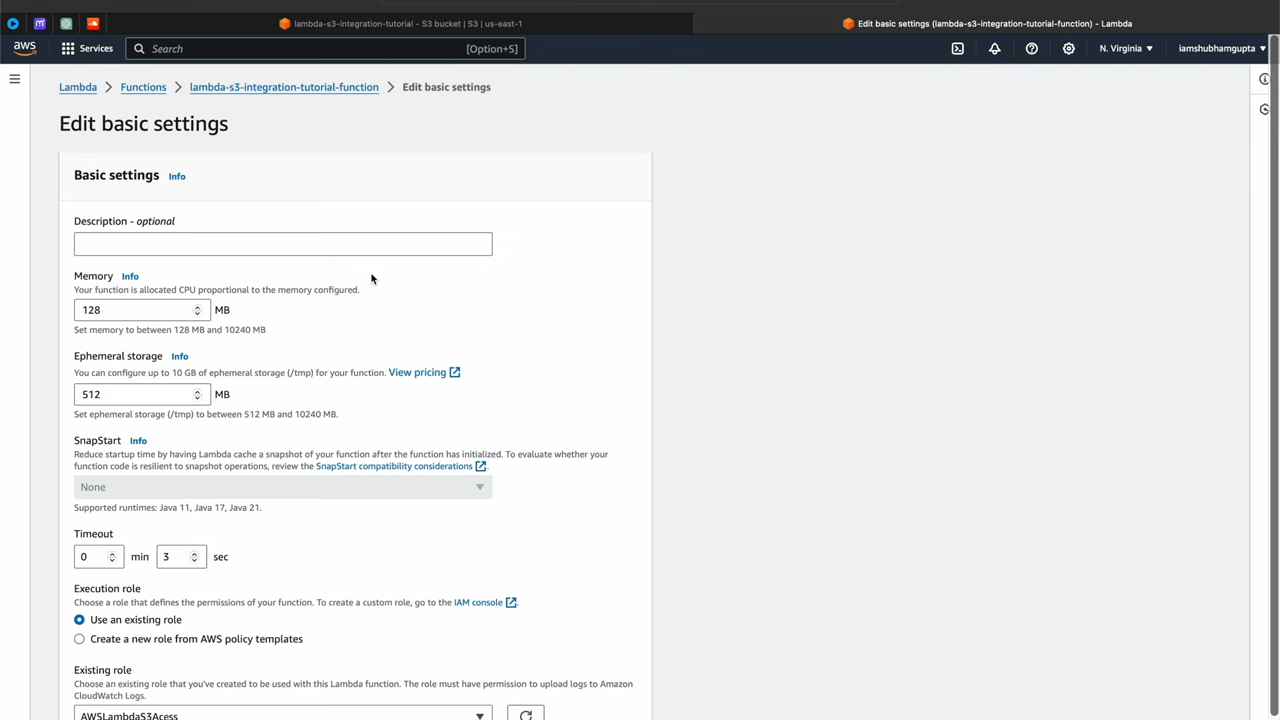 lambda-s3-integration-tutorial - S3 bucket | S3 | us-east-1
Edit basic settings (lambda-s3-integration-tutorial-function) - Lambda
aws
Services
Search
[Option+S]
N. Virginia
iamshubhamgupta
Lambda
Functions
lambda-s3-integration-tutorial-function
Edit basic settings
Edit basic settings
Basic settings Info
Description - optional
Memory Info
Your function is allocated CPU proportional to the memory configured.
128 MB
Set memory to between 128 MB and 10240 MB
Ephemeral storage Info
You can configure up to 10 GB of ephemeral storage (/tmp) for your function. View pricing
512 MB
Set ephemeral storage (/tmp) to between 512 MB and 10240 MB.
SnapStart Info
Reduce startup time by having Lambda cache a snapshot of your function after the function has initialized. To evaluate whether your
function code is resilient to snapshot operations, review the SnapStart compatibility considerations.
None
Supported runtimes: Java 11, Java 17, Java 21.
Timeout
0 min 3 sec
Execution role
Choose a role that defines the permissions of your function. To create a custom role, go to the IAM console.
Use an existing role
Create a new role from AWS policy templates
Existing role
Choose an existing role that you've created to be used with this Lambda function. The role must have permission to upload logs to Amazon
CloudWatch Logs.
AWSLambdaS3Acess